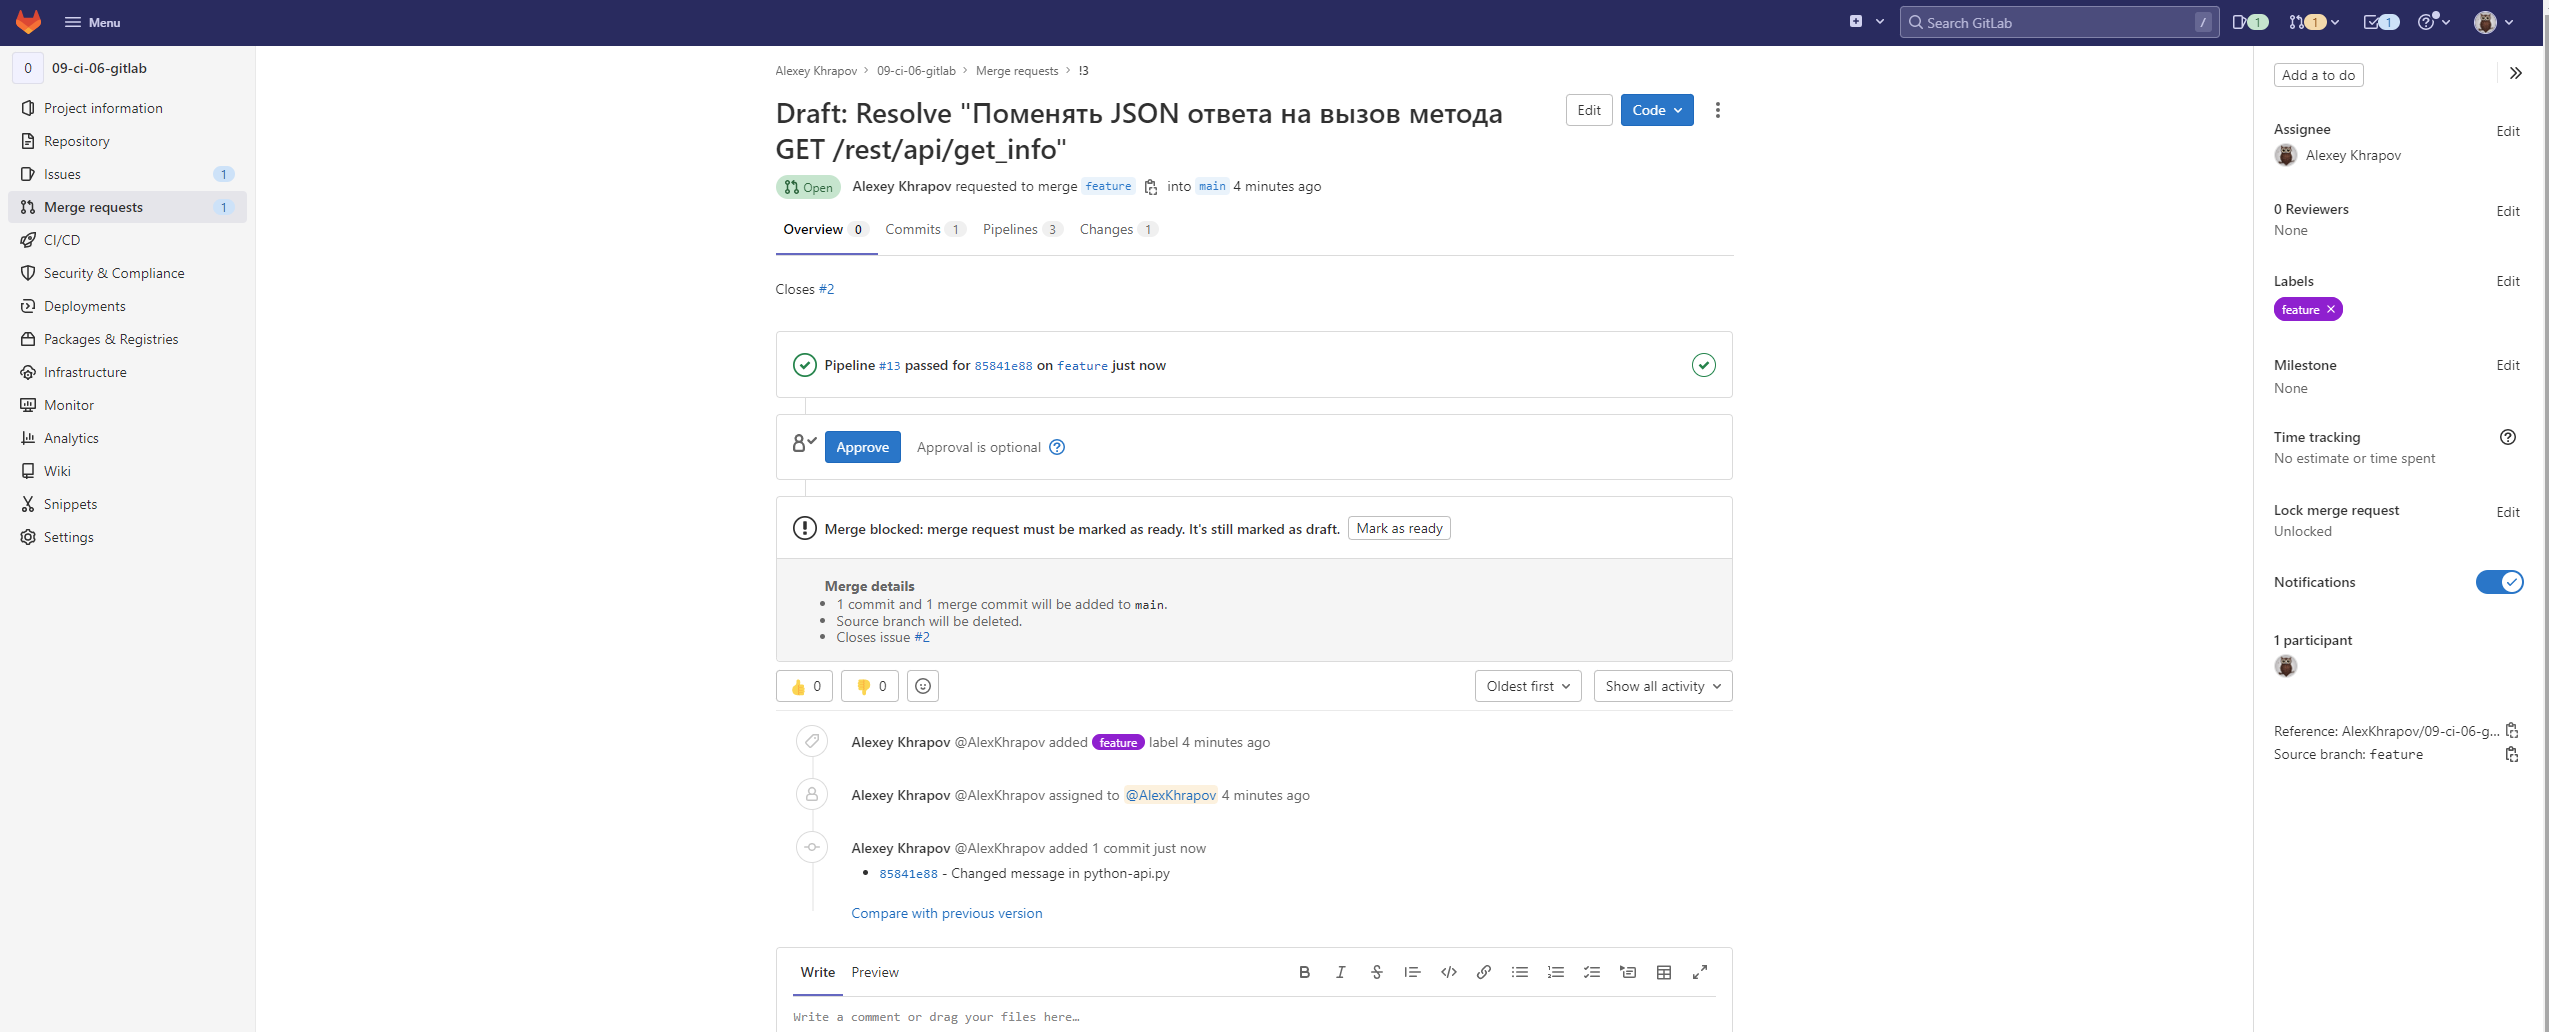 Menu
Search GitLab /
1
1
1
0 09-ci-06-gitlab
Project information
Repository
Issues 1
Merge requests 1
CI/CD
Security & Compliance
Deployments
Packages & Registries
Infrastructure
Monitor
Analytics
Wiki
Snippets
Settings
Alexey Khrapov > 09-ci-06-gitlab > Merge requests > !3
Draft: Resolve "Поменять JSON ответа на вызов метода
GET /rest/api/get_info"
Edit
Code
Open Alexey Khrapov requested to merge feature into main 4 minutes ago
Overview 0 Commits 1 Pipelines 3 Changes 1
Closes #2
Pipeline #13 passed for 85841e88 on feature just now
Approve Approval is optional
Merge blocked: merge request must be marked as ready. It's still marked as draft. Mark as ready
Merge details
• 1 commit and 1 merge commit will be added to main.
• Source branch will be deleted.
• Closes issue #2
0 0
Oldest first Show all activity
Alexey Khrapov @AlexKhrapov added feature label 4 minutes ago
Alexey Khrapov @AlexKhrapov assigned to @AlexKhrapov 4 minutes ago
Alexey Khrapov @AlexKhrapov added 1 commit just now
• 85841e88 - Changed message in python-api.py
Compare with previous version
Write Preview
Write a comment or drag your files here…
Add a to do
Assignee Edit
Alexey Khrapov
0 Reviewers Edit
None
Labels Edit
feature ×
Milestone Edit
None
Time tracking
No estimate or time spent
Lock merge request Edit
Unlocked
Notifications
1 participant
Reference: AlexKhrapov/09-ci-06-g…
Source branch: feature